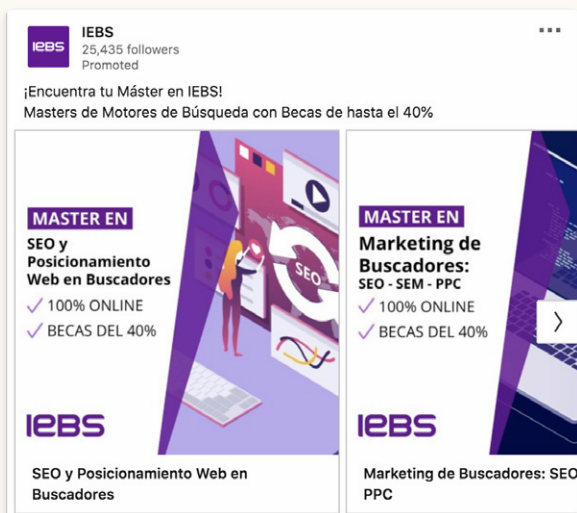 IEBS
IEBS
25,435 followers
Promoted
¡Encuentra tu Máster en IEBS!
Masters de Motores de Búsqueda con Becas de hasta el 40%
MASTER EN
SEO y
Posicionamiento
Web en Buscadores
✓ 100% ONLINE
✓ BECAS DEL 40%
SEO
IEBS
SEO y Posicionamiento Web en
Buscadores
MASTER EN
Marketing de
Buscadores:
SEO - SEM - PPC
✓ 100% ONLINE
✓ BECAS DEL 40%
IEBS
Marketing de Buscadores: SEO
PPC